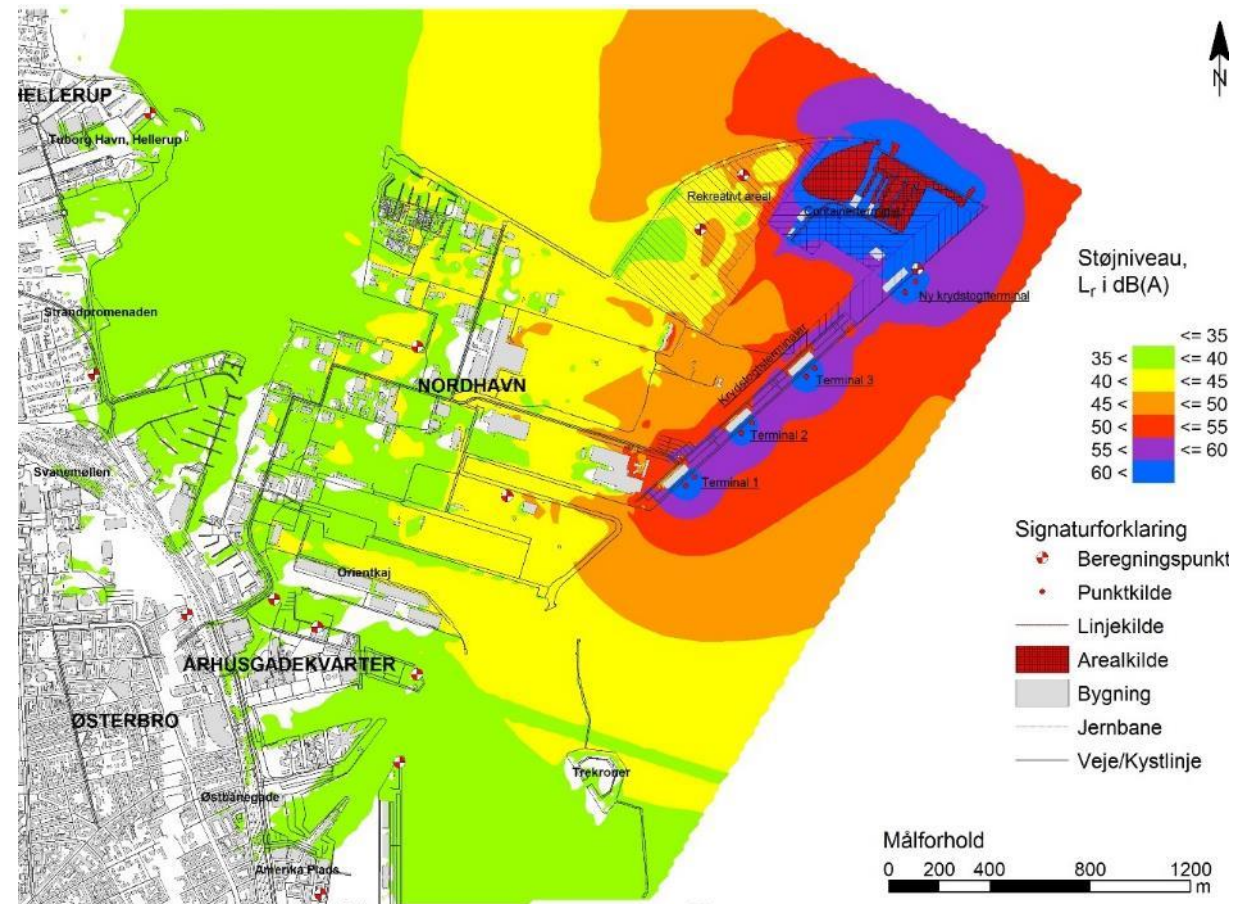 HELLERUP
Tuborg Havn, Hellerup
Strandpromenaden
Svanemøllen
NORDHAVN
Orientkaj
ÅRHUSGADEKVARTER
ØSTERBRO
Østbanegade
Amerika Plads
Trekroner
Rekreativt areal
Containerterminal
Ny krydstogtterminal
Krydstogtsterminaler
Terminal 3
Terminal 2
Terminal 1
N
Støjniveau,
Lr i dB(A)
<= 35
35 < <= 40
40 < <= 45
45 < <= 50
50 < <= 55
55 < <= 60
60 <
Signaturforklaring
Beregningspunkt
Punktkilde
Linjekilde
Arealkilde
Bygning
Jernbane
Veje/Kystlinje
Målforhold
0 200 400 800 1200
m